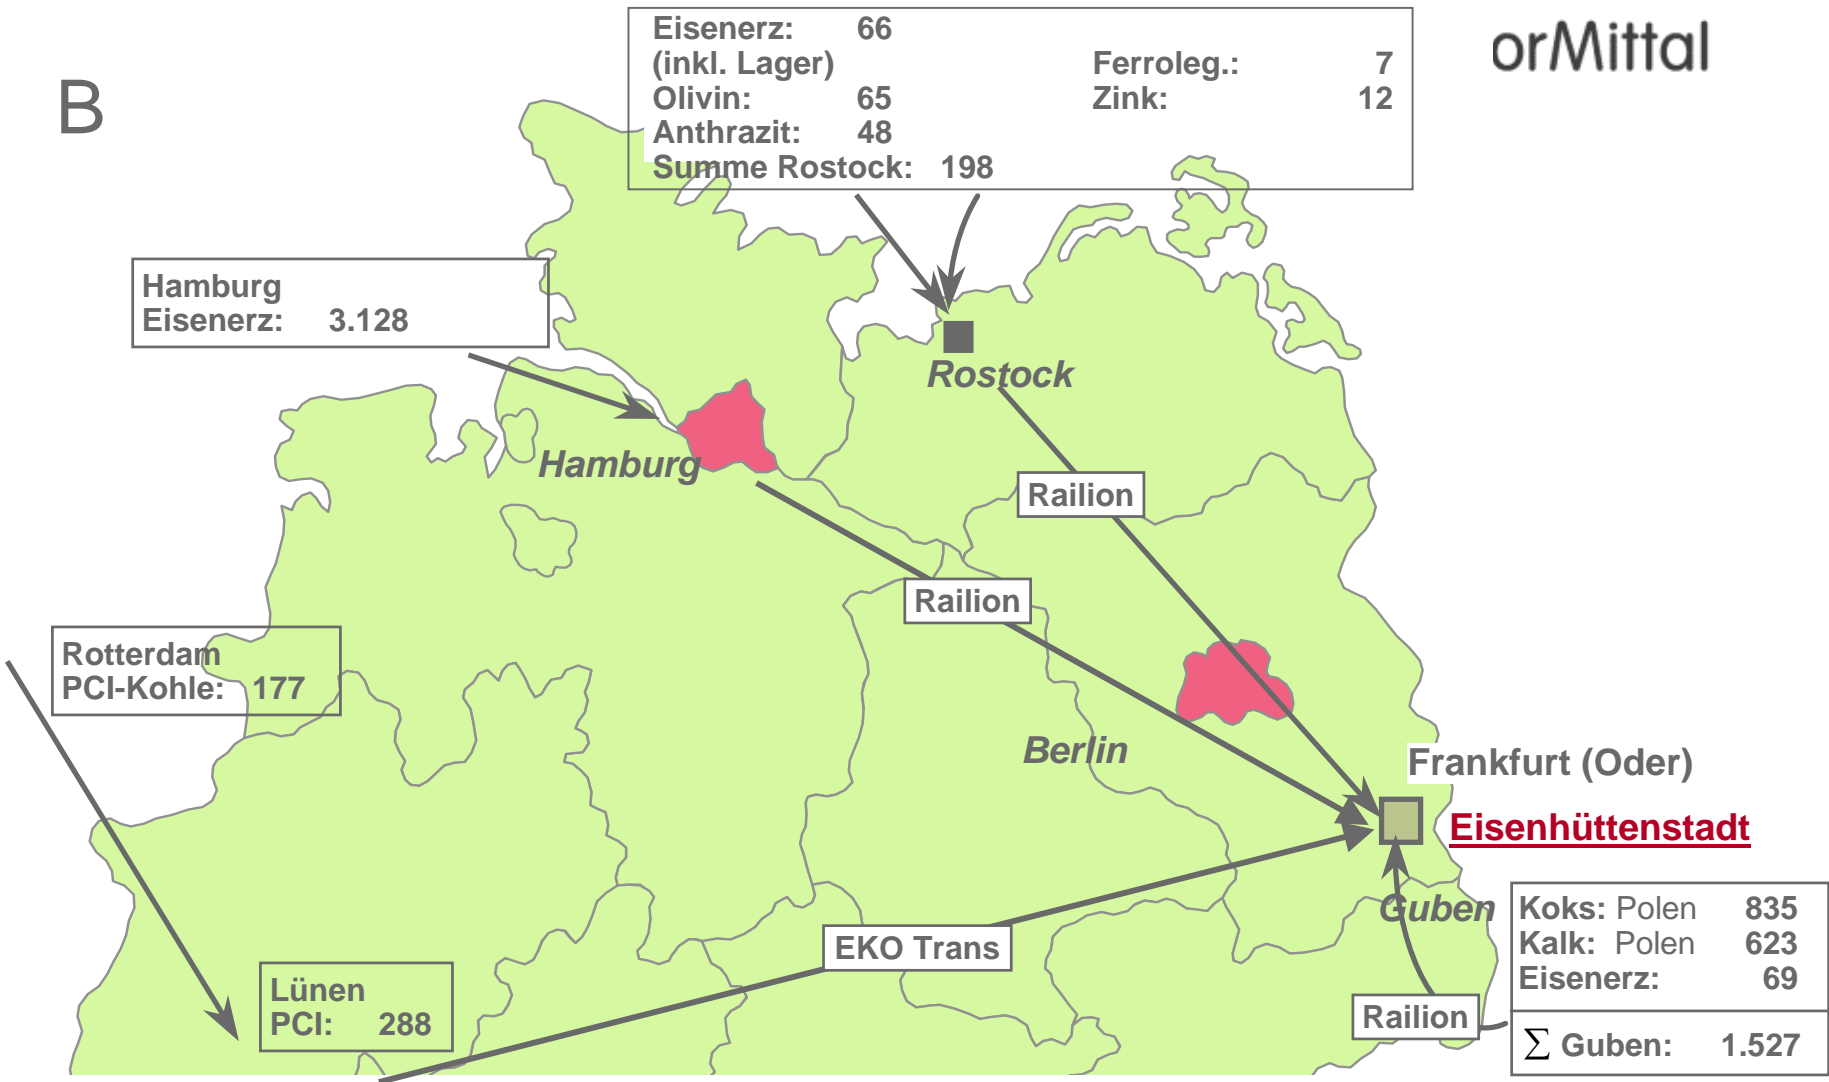 B
orMittal
Eisenerz: 66
(inkl. Lager) Ferroleg.: 7
Olivin: 65 Zink: 12
Anthrazit: 48
Summe Rostock: 198
Hamburg
Eisenerz: 3.128
Rostock
Hamburg
Railion
Railion
Rotterdam
PCI-Kohle: 177
Berlin
Frankfurt (Oder)
Eisenhüttenstadt
Guben
Koks: Polen 835
Kalk: Polen 623
Eisenerz: 69
EKO Trans
Lünen
PCI: 288
Railion
∑ Guben: 1.527